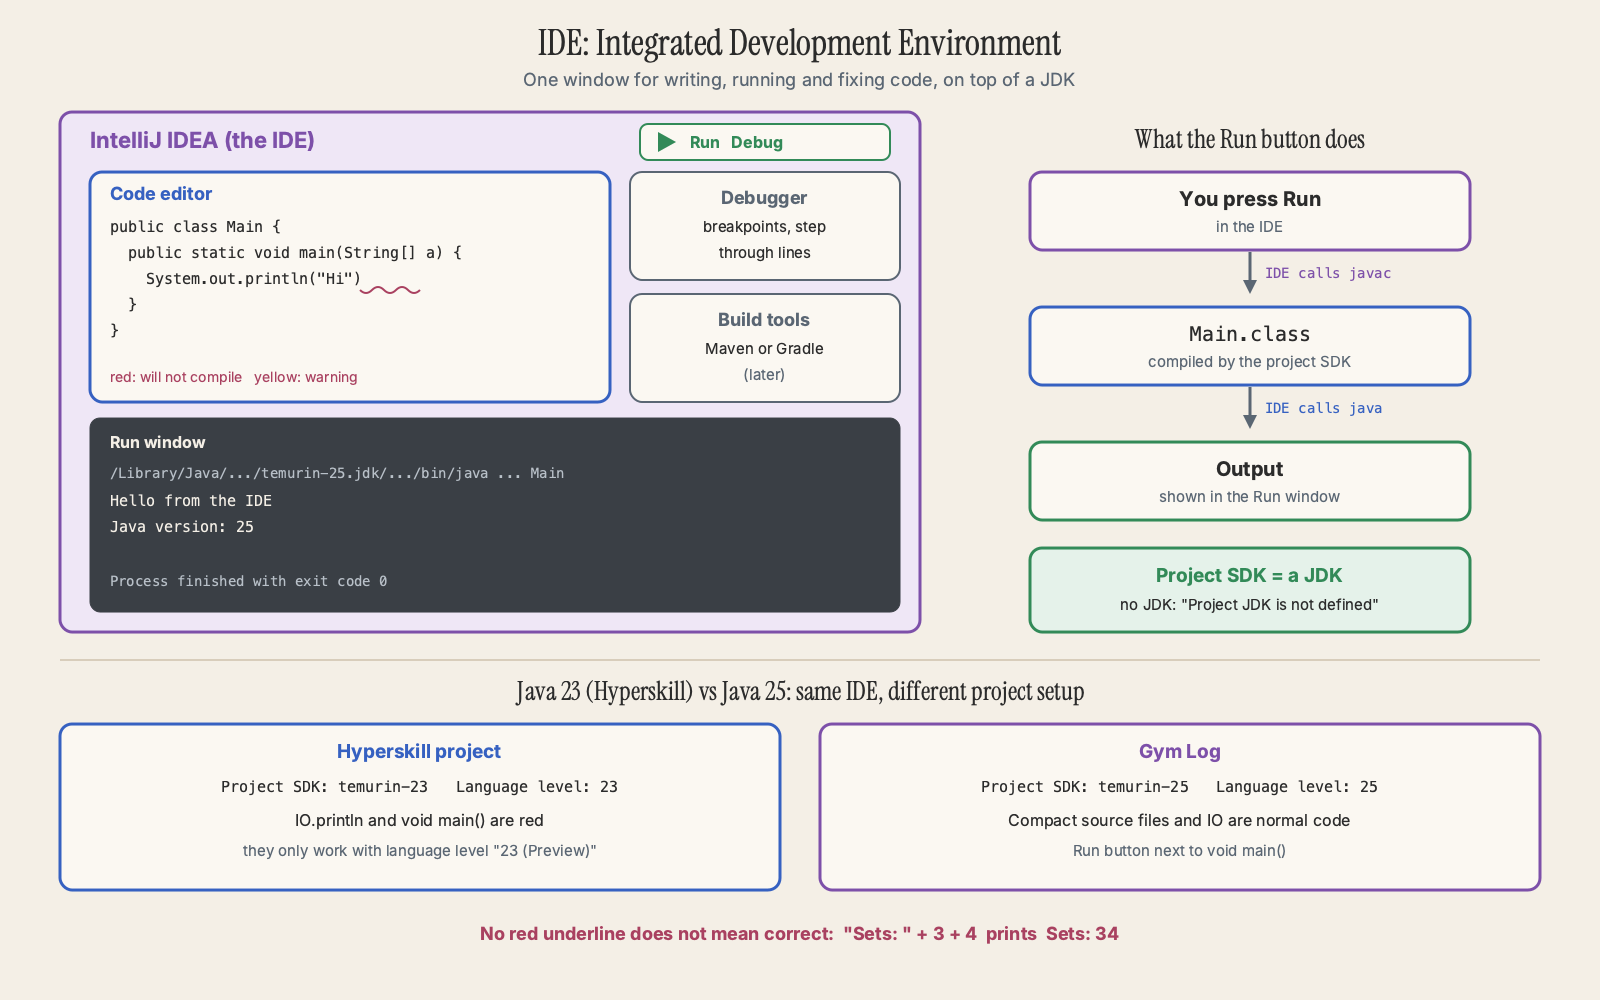 IDE: Integrated Development Environment
One window for writing, running and fixing code, on top of a JDK
IntelliJ IDEA (the IDE)
Run Debug
Code editor
public class Main {
  public static void main(String[] a) {
    System.out.println("Hi")
  }
}
red: will not compile yellow: warning
Debugger
breakpoints, step
through lines
Build tools
Maven or Gradle
(later)
Run window
/Library/Java/.../temurin-25.jdk/.../bin/java ... Main
Hello from the IDE
Java version: 25
Process finished with exit code 0
What the Run button does
You press Run
in the IDE
IDE calls javac
Main.class
compiled by the project SDK
IDE calls java
Output
shown in the Run window
Project SDK = a JDK
no JDK: "Project JDK is not defined"
Java 23 (Hyperskill) vs Java 25: same IDE, different project setup
Hyperskill project
Project SDK: temurin-23 Language level: 23
IO.println and void main() are red
they only work with language level "23 (Preview)"
Gym Log
Project SDK: temurin-25 Language level: 25
Compact source files and IO are normal code
Run button next to void main()
No red underline does not mean correct: "Sets: " + 3 + 4 prints Sets: 34